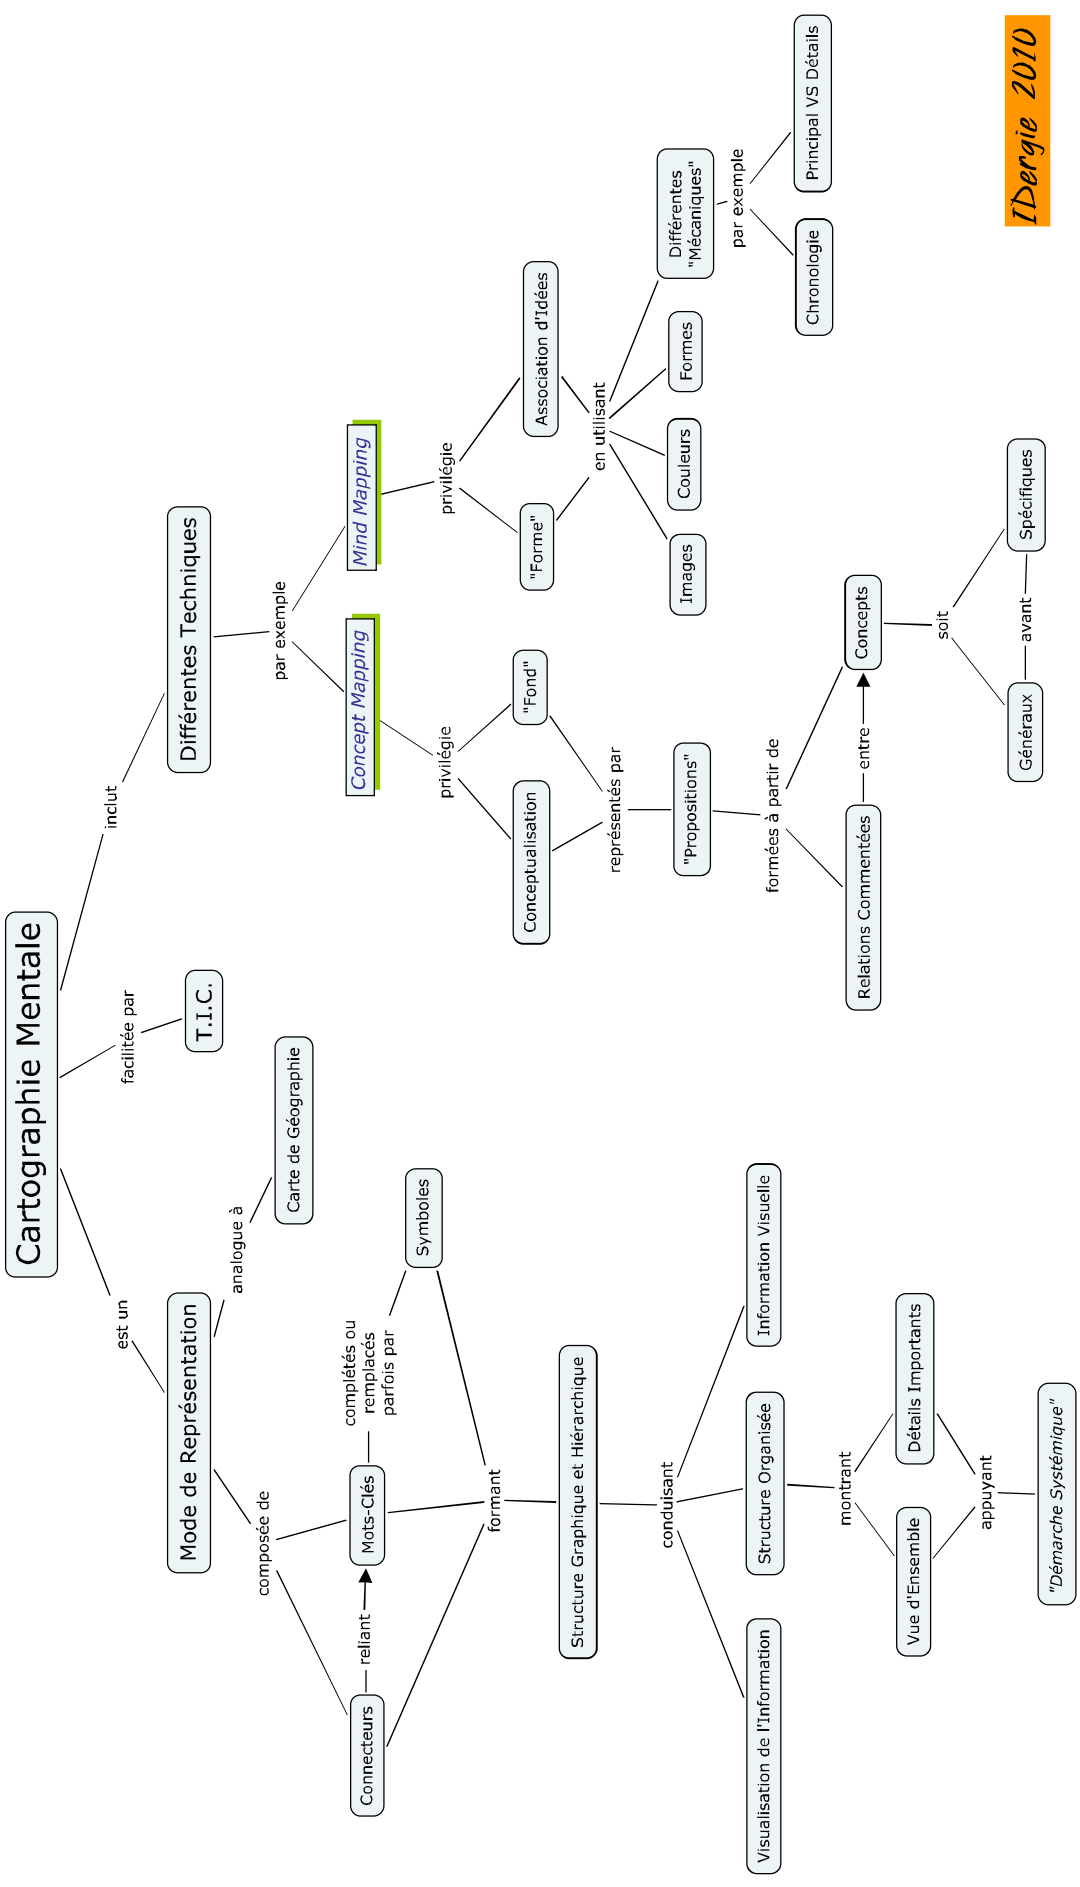 Cartographie Mentale
est un
facilitée par
inclut
Mode de Représentation
T.I.C.
Différentes Techniques
analogue à
Carte de Géographie
composée de
Connecteurs
reliant
Mots-Clés
complétés ou
remplacés
parfois par
Symboles
formant
Structure Graphique et Hiérarchique
conduisant
Visualisation de l'Information
Structure Organisée
Information Visuelle
montrant
Vue d'Ensemble
Détails Importants
appuyant
"Démarche Systémique"
par exemple
Concept Mapping
Mind Mapping
privilégie
Conceptualisation
"Fond"
représentés par
"Propositions"
formées à partir de
Relations Commentées
entre
Concepts
soit
Généraux
avant
Spécifiques
privilégie
"Forme"
Association d'Idées
en utilisant
Images
Couleurs
Formes
Différentes
"Mécaniques"
par exemple
Chronologie
Principal VS Détails
IDergie 2010